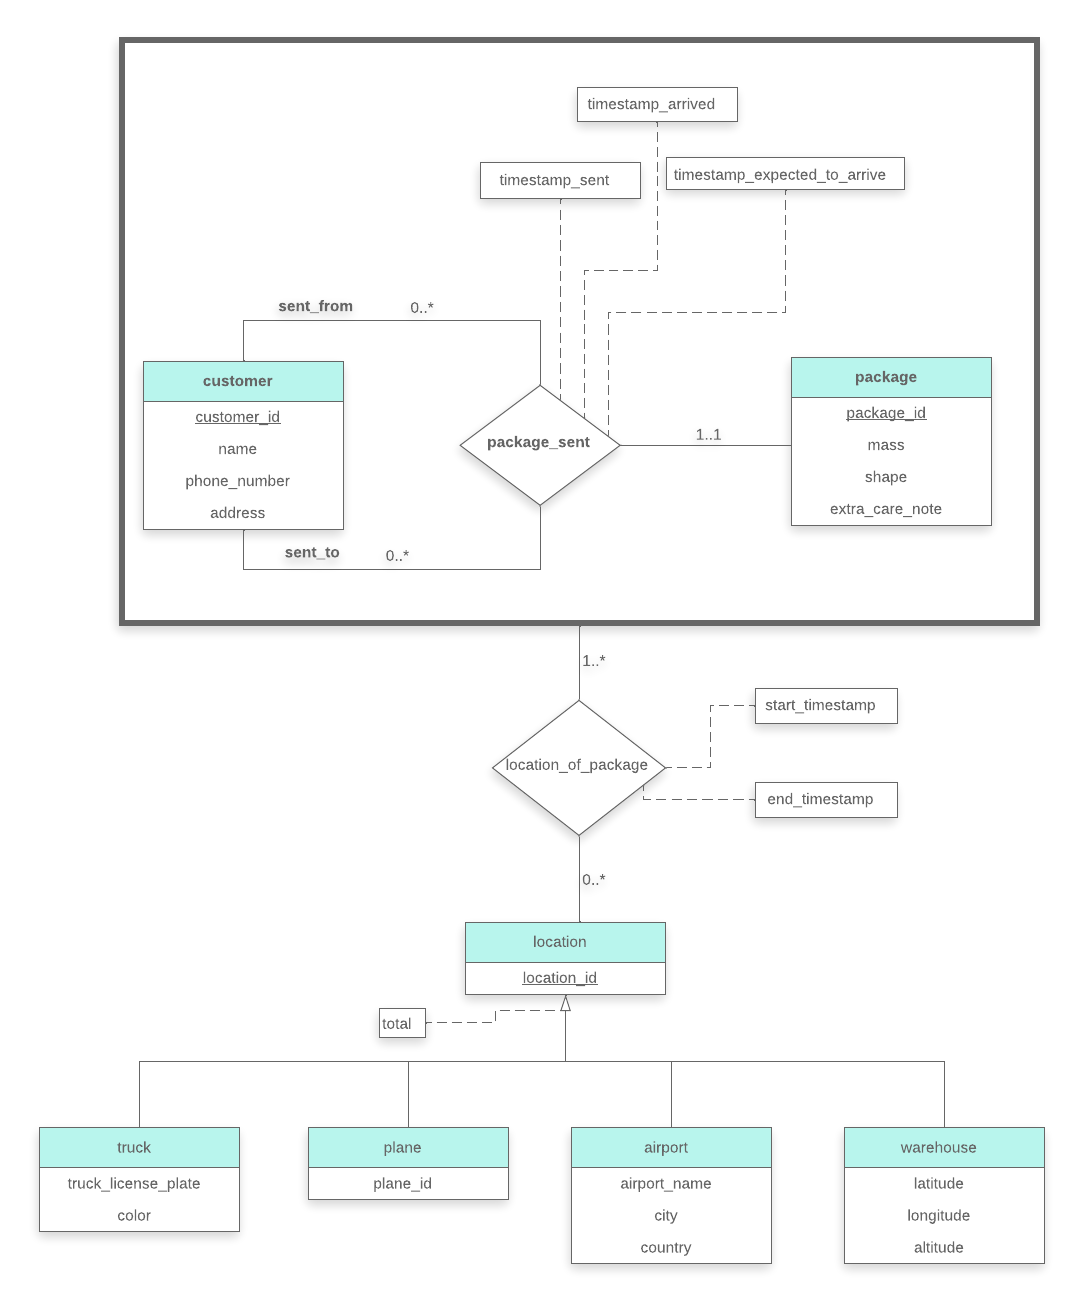 timestamp_arrived
timestamp_sent
timestamp_expected_to_arrive
sent_from
0..*
customer
customer_id
name
phone_number
address
package_sent
1..1
package
package_id
mass
shape
extra_care_note
sent_to
0..*
1..*
location_of_package
start_timestamp
end_timestamp
0..*
location
location_id
total
truck
truck_license_plate
color
plane
plane_id
airport
airport_name
city
country
warehouse
latitude
longitude
altitude